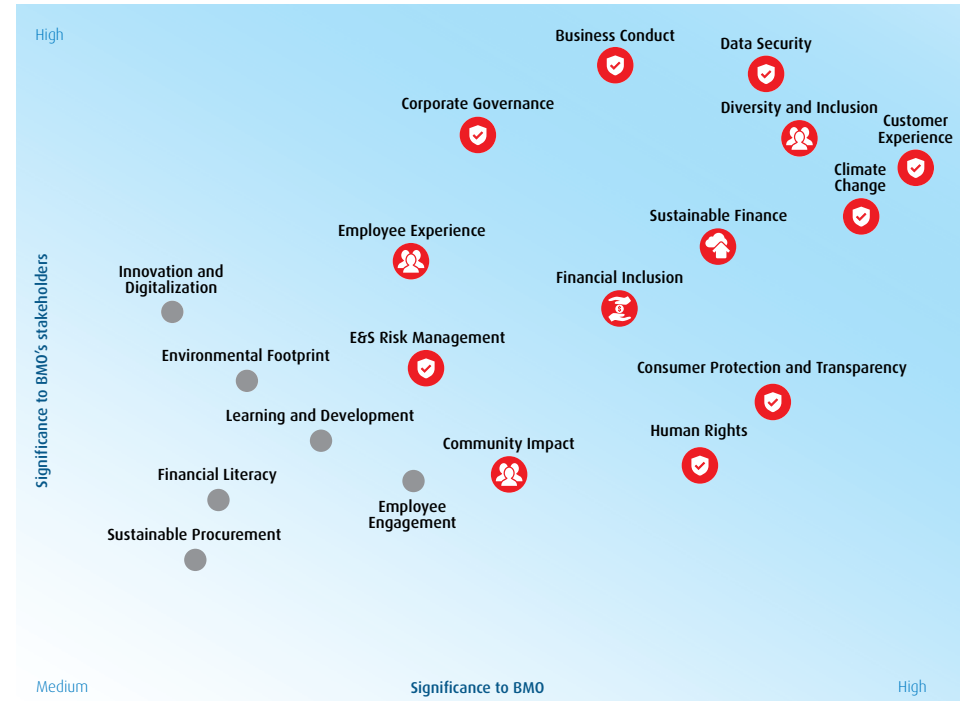 High
Business Conduct
Data Security
Corporate Governance
Diversity and Inclusion
Customer
Experience
Climate
Change
Sustainable Finance
Employee Experience
Significance to BMO's stakeholders
Innovation and
Digitalization
Financial Inclusion
E&S Risk Management
Environmental Footprint
Consumer Protection and Transparency
Learning and Development
Human Rights
Community Impact
Financial Literacy
Employee
Engagement
Sustainable Procurement
$
Medium
Significance to BMO
High